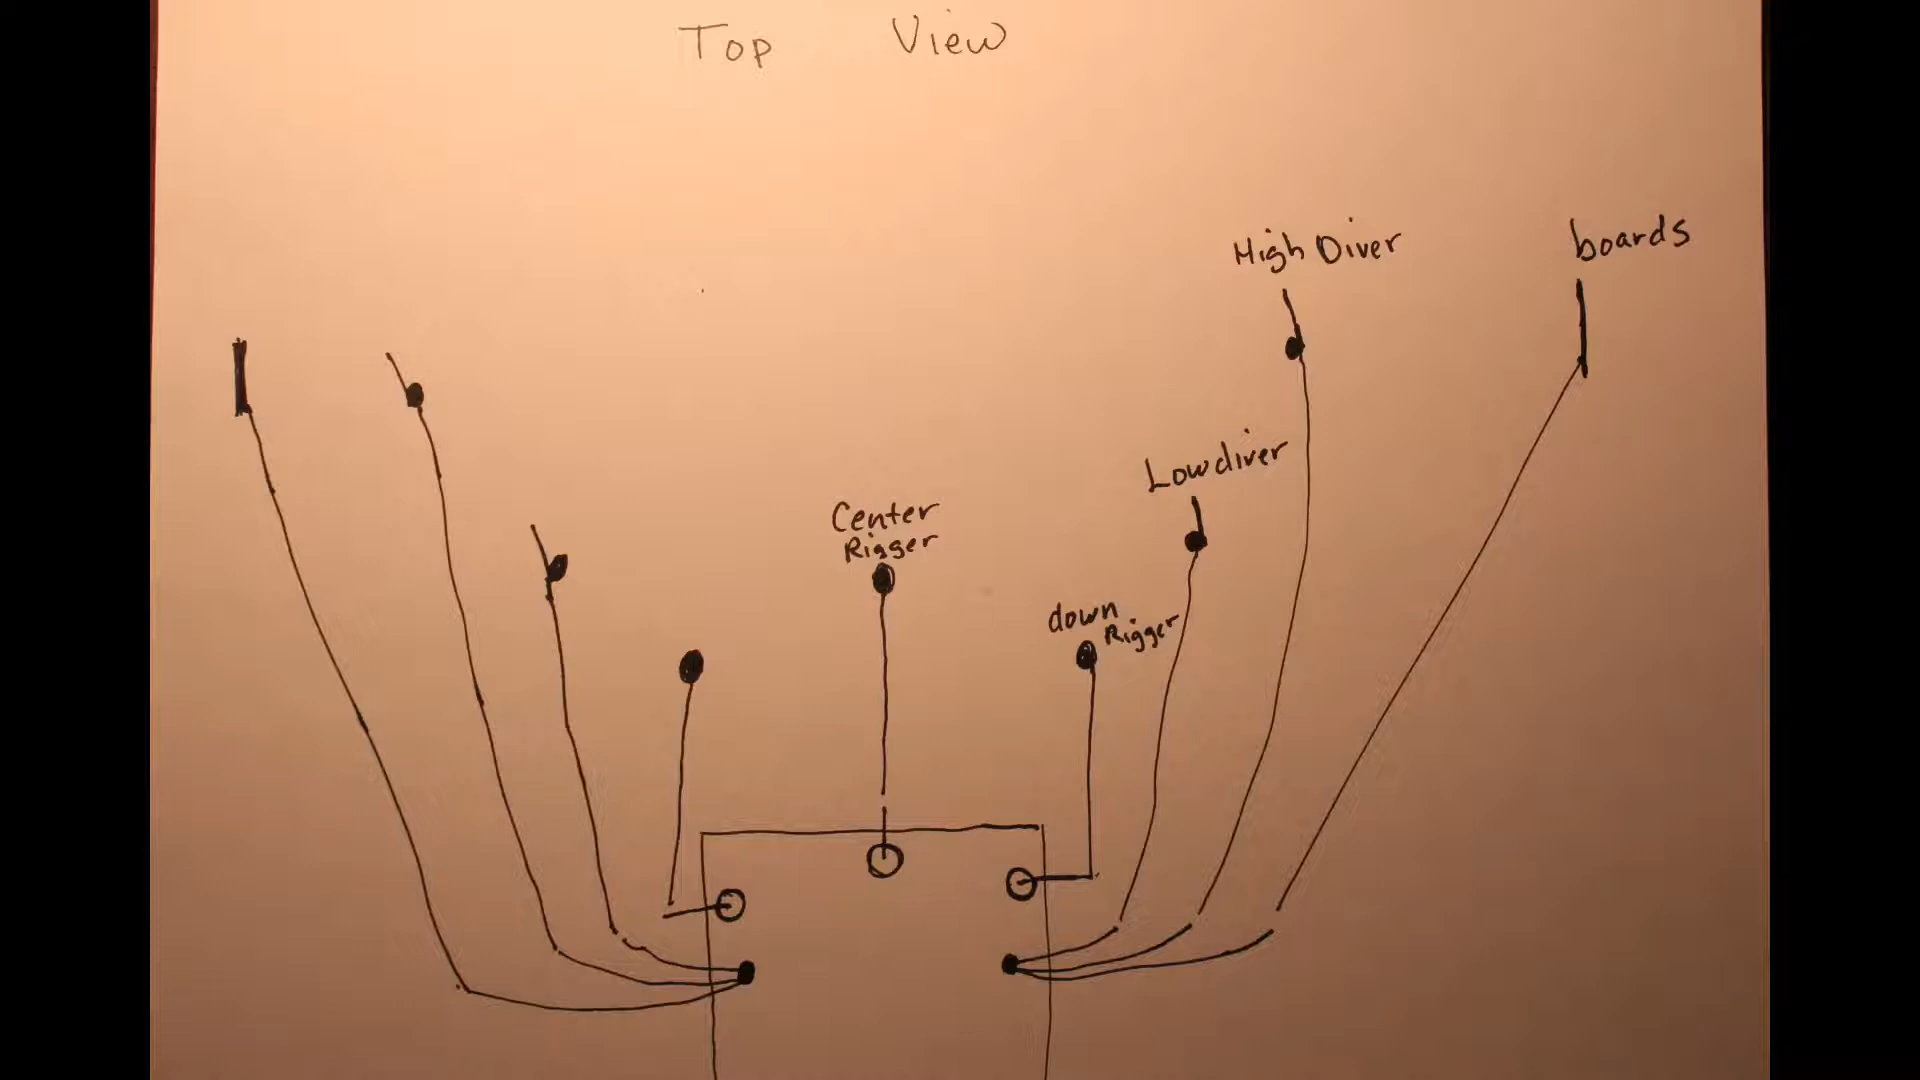 Top View
High Diver
boards
Lowdiver
Center
Rigger
down
Rigger